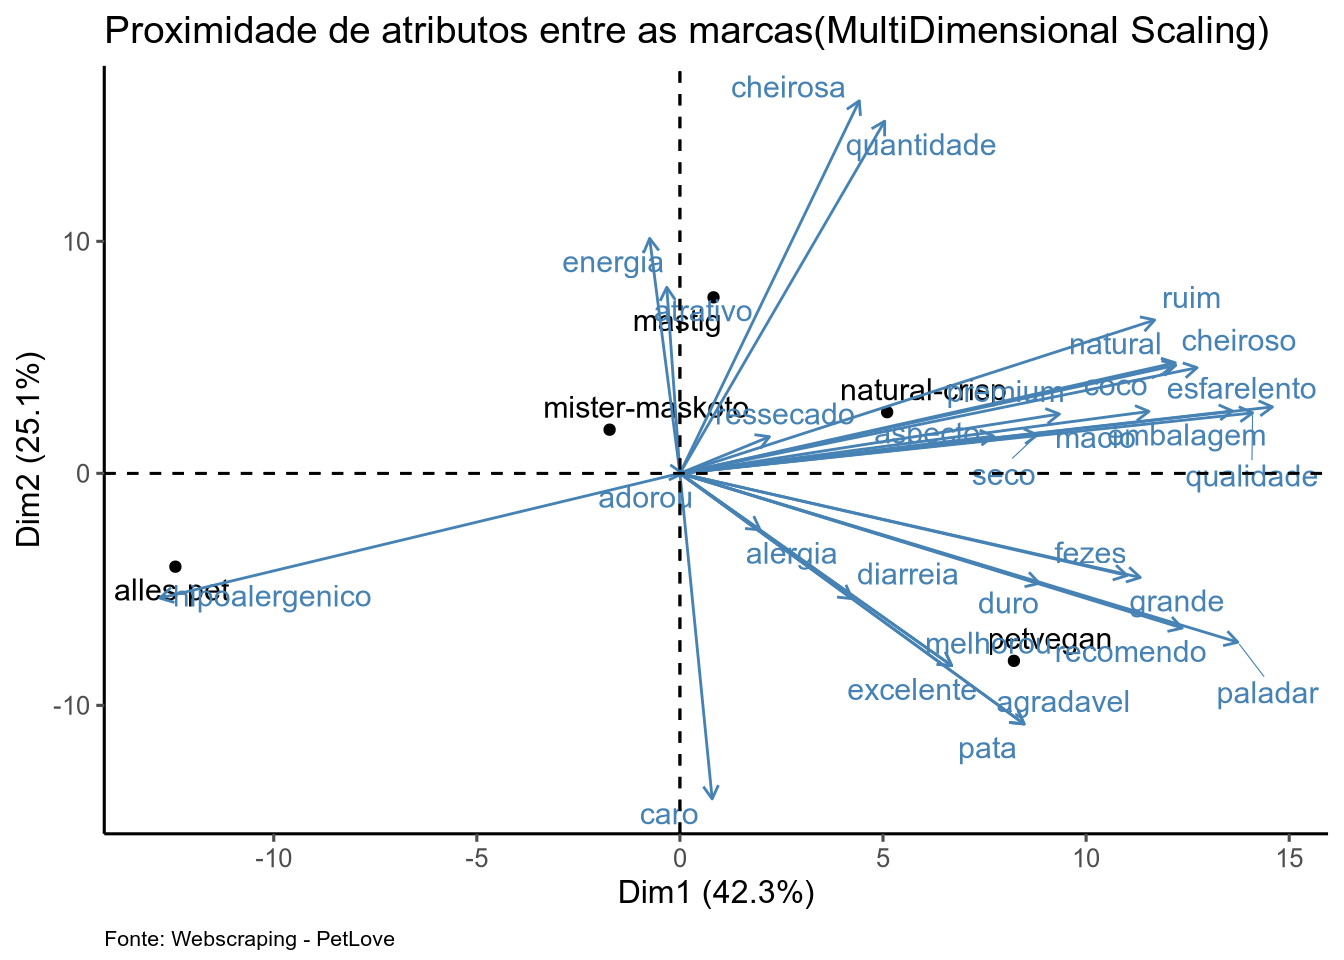 Proximidade de atributos entre as marcas(MultiDimensional Scaling)
cheirosa
quantidade
10
energia
ruim
atrativo
mastig
natural
cheiroso
natural-crisp
premium
coco
esfarelento
mister-maskoto
ressecado
aspecto
macio
embalagem
0
seco
qualidade
adorou
Dim2 (25.1%)
alergia
fezes
diarreia
alles-pet
hipoalergenico
duro
grande
petvegan
melhorou
recomendo
excelente
paladar
-10
agradavel
pata
caro
-10
-5
0
5
10
15
Dim1 (42.3%)
Fonte: Webscraping - PetLove